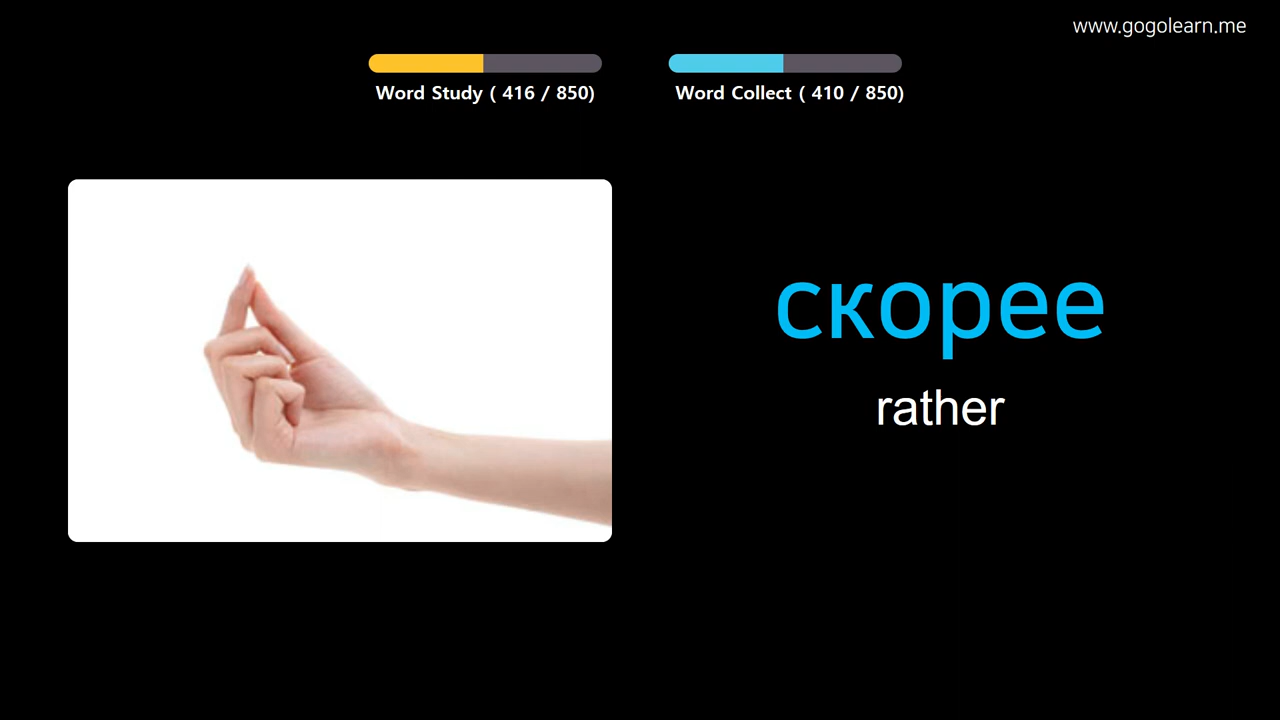 www.gogolearn.me
Word Study ( 416 / 850)
Word Collect ( 410 / 850)
скорее
rather